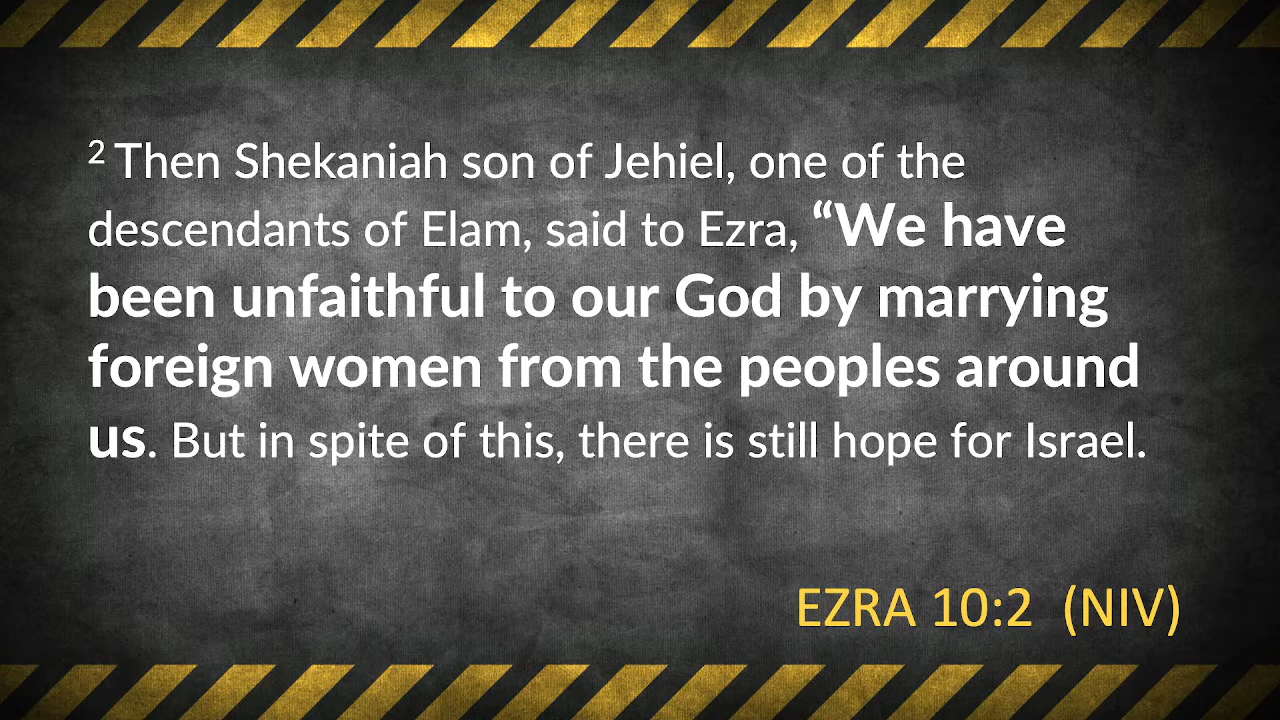 2 Then Shekaniah son of Jehiel, one of the
descendants of Elam, said to Ezra, “We have
been unfaithful to our God by marrying
foreign women from the peoples around
us. But in spite of this, there is still hope for Israel.
EZRA 10:2 (NIV)